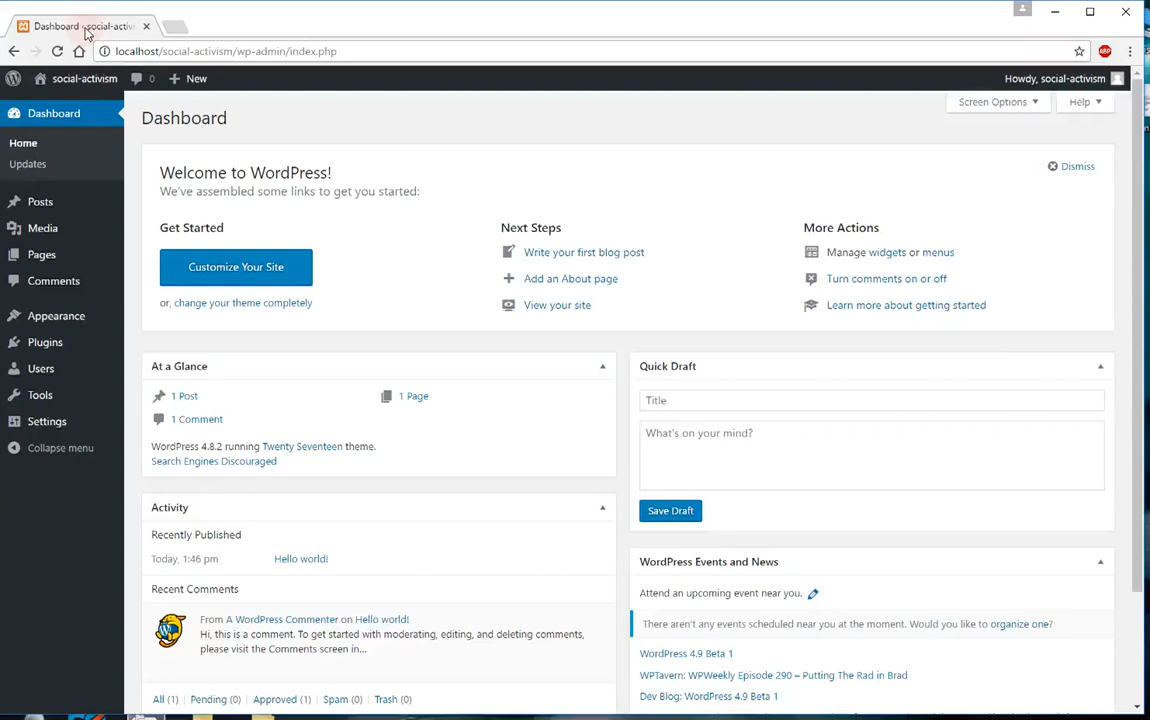 Dashboard ‹ social-activi
localhost/social-activism/wp-admin/index.php
ABP
social-activism 0 New
Howdy, social-activism
Dashboard
Home
Updates
Posts
Media
Pages
Comments
Appearance
Plugins
Users
Tools
Settings
Collapse menu
Screen Options ▼
Help ▼
Dashboard
Welcome to WordPress!
We've assembled some links to get you started:
Dismiss
Get Started
Customize Your Site
or, change your theme completely
Next Steps
Write your first blog post
Add an About page
View your site
More Actions
Manage widgets or menus
Turn comments on or off
Learn more about getting started
At a Glance
1 Post
1 Page
1 Comment
WordPress 4.8.2 running Twenty Seventeen theme.
Search Engines Discouraged
Activity
Recently Published
Today, 1:46 pm Hello world!
Recent Comments
From A WordPress Commenter on Hello world!
Hi, this is a comment. To get started with moderating, editing, and deleting comments,
please visit the Comments screen in...
All (1) Pending (0) Approved (1) Spam (0) Trash (0)
Quick Draft
Title
What's on your mind?
Save Draft
WordPress Events and News
Attend an upcoming event near you.
There aren't any events scheduled near you at the moment. Would you like to organize one?
WordPress 4.9 Beta 1
WPTavern: WPWeekly Episode 290 – Putting The Rad in Brad
Dev Blog: WordPress 4.9 Beta 1